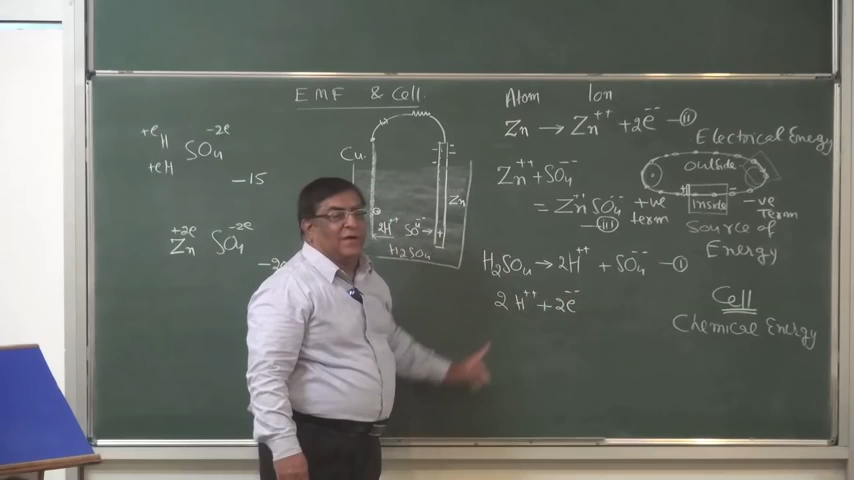 EMF & Cell
+e H SO₄ -2e
+e H
-15
+2e Zn SO₄ -2e
Cu
Zn
2H⁺⁺ SO₄⁻⁻ →
H₂SO₄
Atom Ion
Zn → Zn⁺⁺ + 2e⁻⁻ -(II)
Zn⁺⁺ + SO₄⁻⁻
= Zn⁺⁺ SO₄⁻⁻
-(III)
H₂SO₄ → 2H⁺⁺ + SO₄⁻⁻ -(I)
2H⁺⁺ + 2e⁻⁻
Electrical Energy
Outside
Inside
+ve term
-ve Term
Source of
Energy
Cell
Chemical Energy